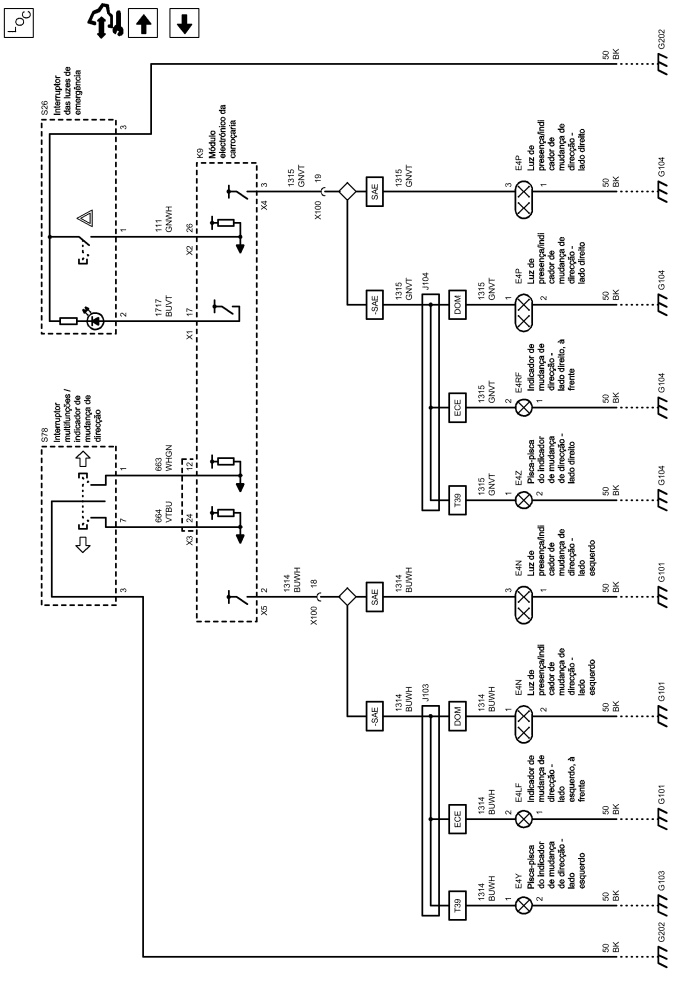 LOC
S78
Interruptor
multifunções /
indicador de
mudança de
direcção
3
7
1
664
VTBU
663
WHGN
X3
24
12
S26
Interruptor
das luzes de
emergência
2
1
3
1717
BUVT
111
GNWH
X1
17
X2
26
K9
Módulo
electrónico da
carroçaria
X5
2
1314
BUWH
X100
18
X4
3
1315
GNVT
X100
19
-SAE
1314
BUWH
SAE
1314
BUWH
-SAE
1315
GNVT
SAE
1315
GNVT
J103
J104
T39
1314
BUWH
ECE
1314
BUWH
DOM
1314
BUWH
T39
1315
GNVT
ECE
1315
GNVT
DOM
1315
GNVT
1
E4Y
Pisca-pisca
do indicador
de mudança
de direcção -
lado
esquerdo
2
2
E4LF
Indicador de
mudança de
direcção -
lado
esquerdo, à
frente
1
1
E4N
Luz de
presença/indi
cador de
mudança de
direcção -
lado
esquerdo
2
3
E4N
Luz de
presença/indi
cador de
mudança de
direcção -
lado
esquerdo
1
1
E4Z
Pisca-pisca
do indicador
de mudança
de direcção -
lado direito
2
2
E4RF
Indicador de
mudança de
direcção -
lado direito, à
frente
1
1
E4P
Luz de
presença/indi
cador de
mudança de
direcção -
lado direito
2
3
E4P
Luz de
presença/indi
cador de
mudança de
direcção -
lado direito
1
50
BK
G202
50
BK
G103
50
BK
G101
50
BK
G101
50
BK
G101
50
BK
G104
50
BK
G104
50
BK
G104
50
BK
G104
50
BK
G202